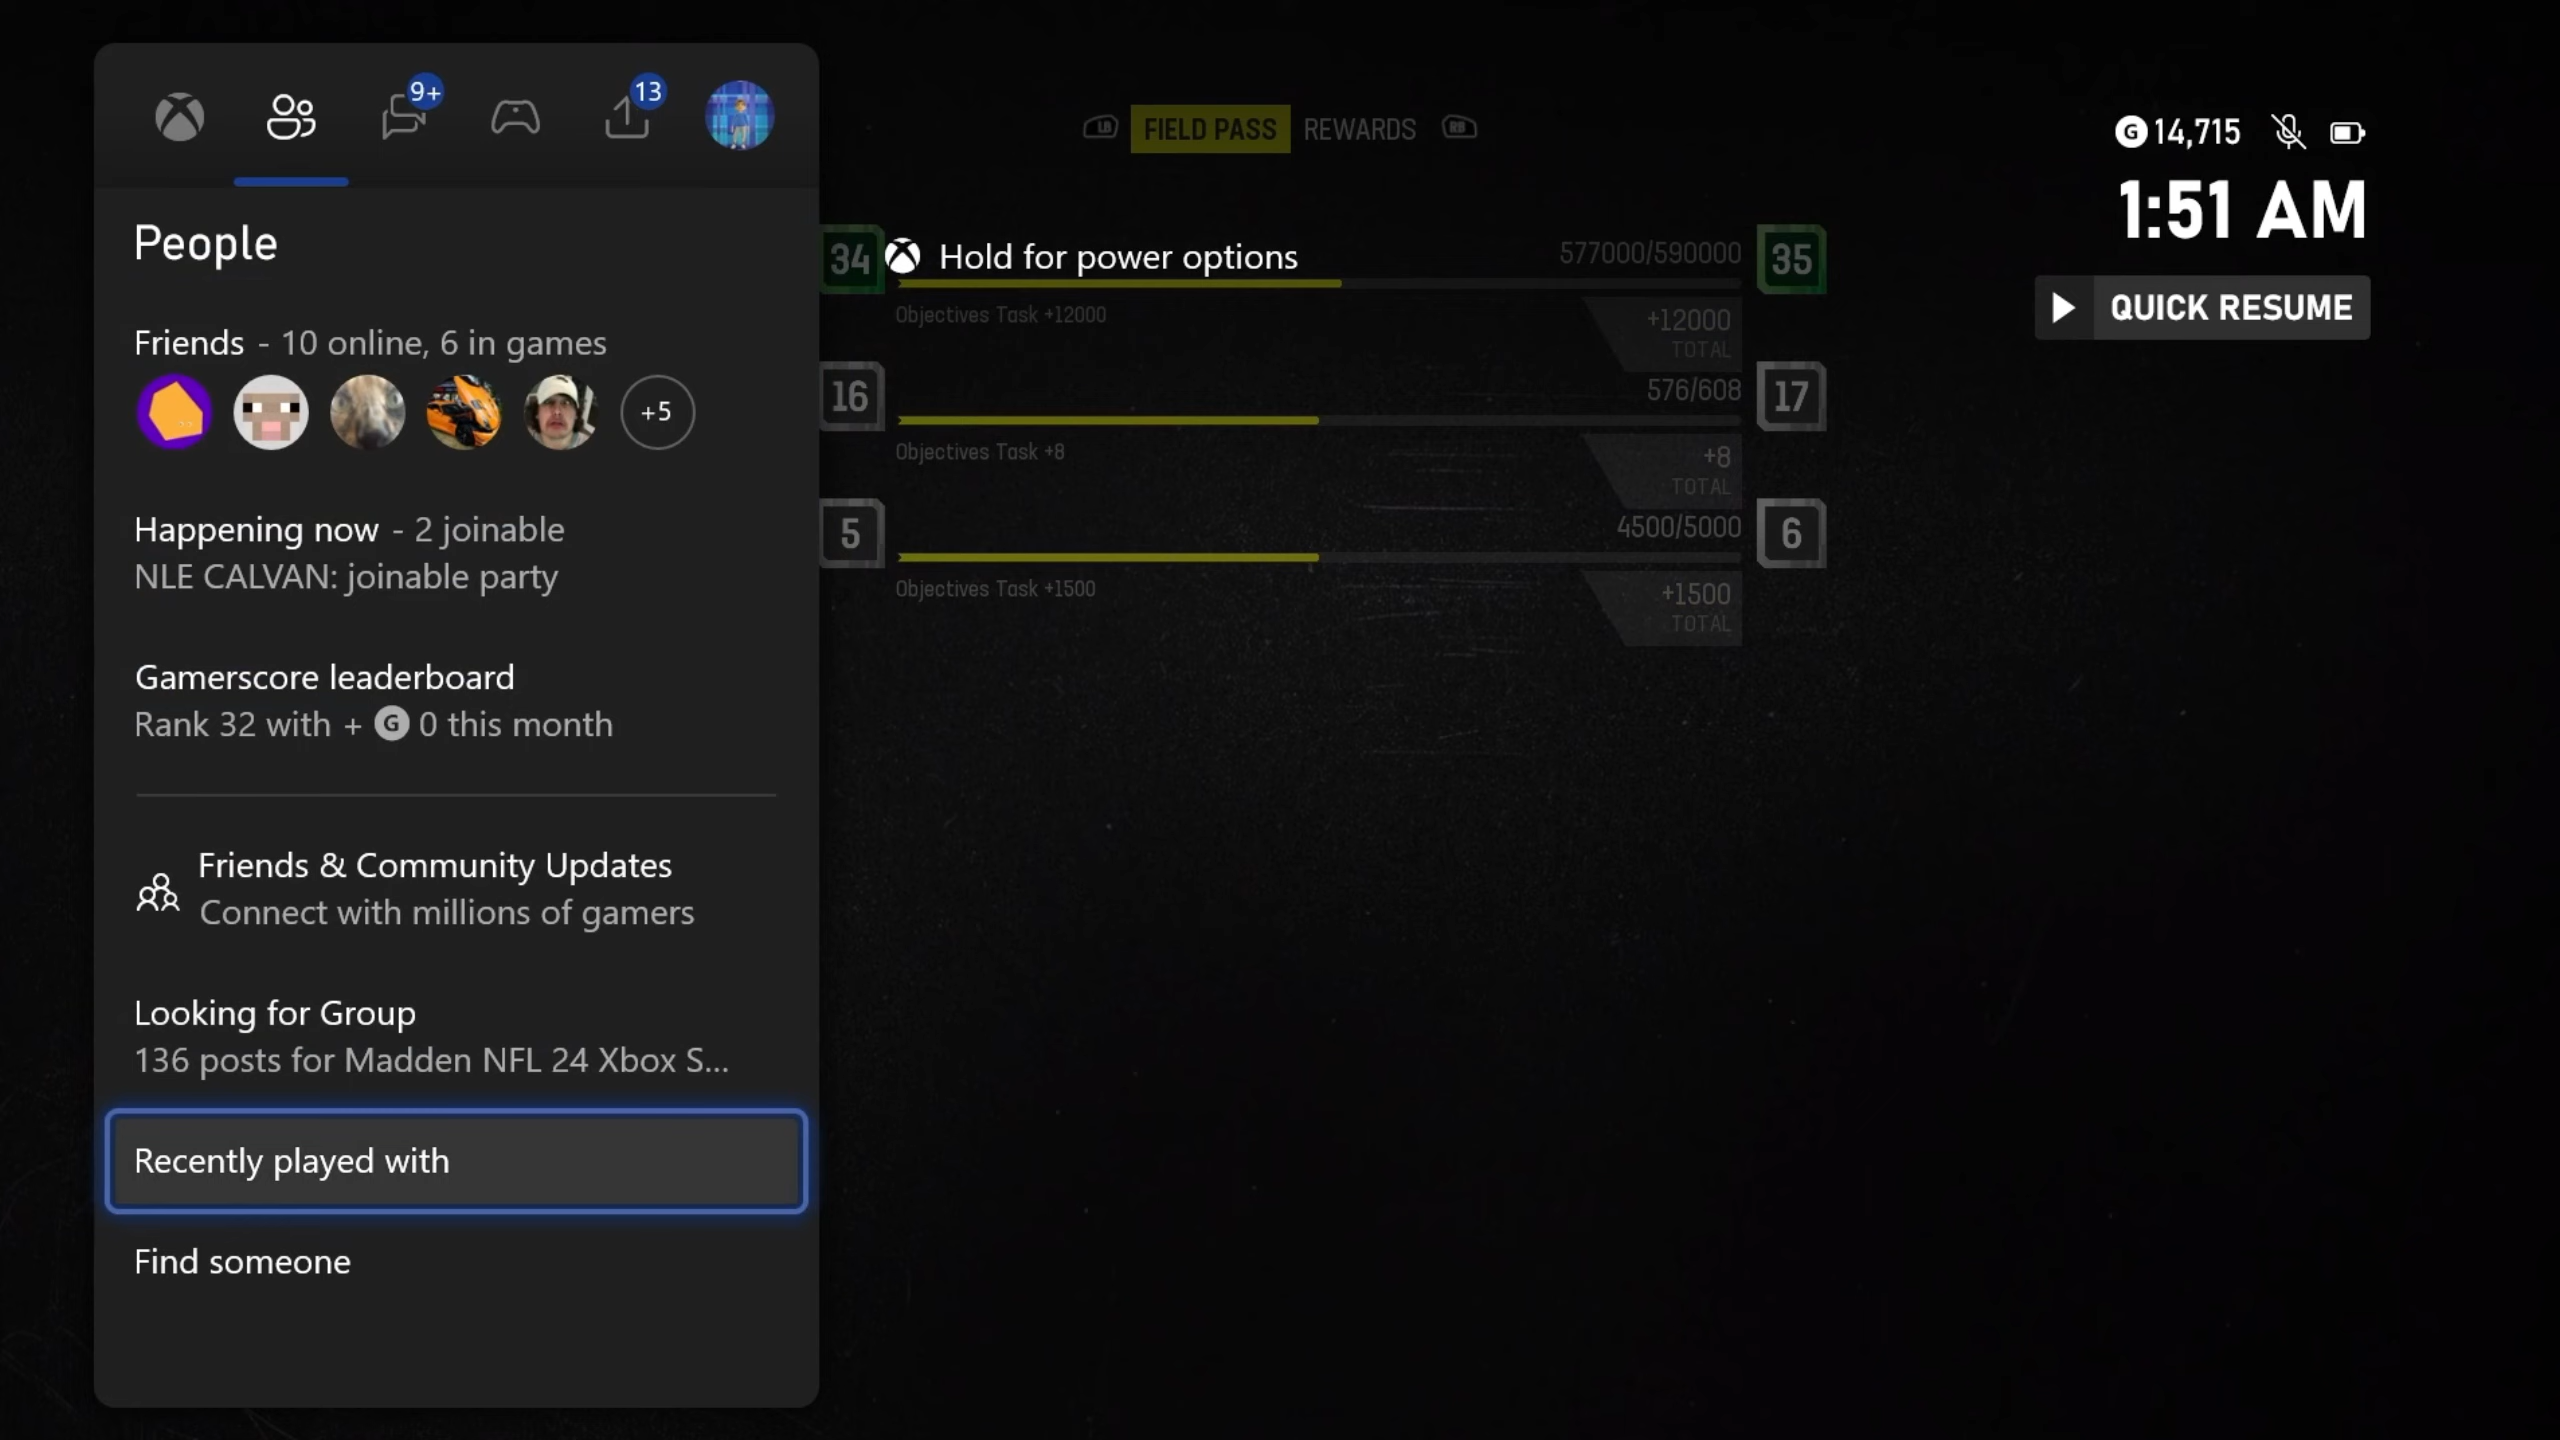 9+
13
People
Friends - 10 online, 6 in games
+5
Happening now - 2 joinable
NLE CALVAN: joinable party
Gamerscore leaderboard
Rank 32 with + G 0 this month
Friends & Community Updates
Connect with millions of gamers
Looking for Group
136 posts for Madden NFL 24 Xbox S...
Recently played with
Find someone
LB FIELD PASS REWARDS RB
34 Hold for power options 577000/590000 35
Objectives Task +12000
+12000
TOTAL
16 576/608 17
Objectives Task +8
+8
TOTAL
5 4500/5000 6
Objectives Task +1500
+1500
TOTAL
G 14,715
1:51 AM
QUICK RESUME